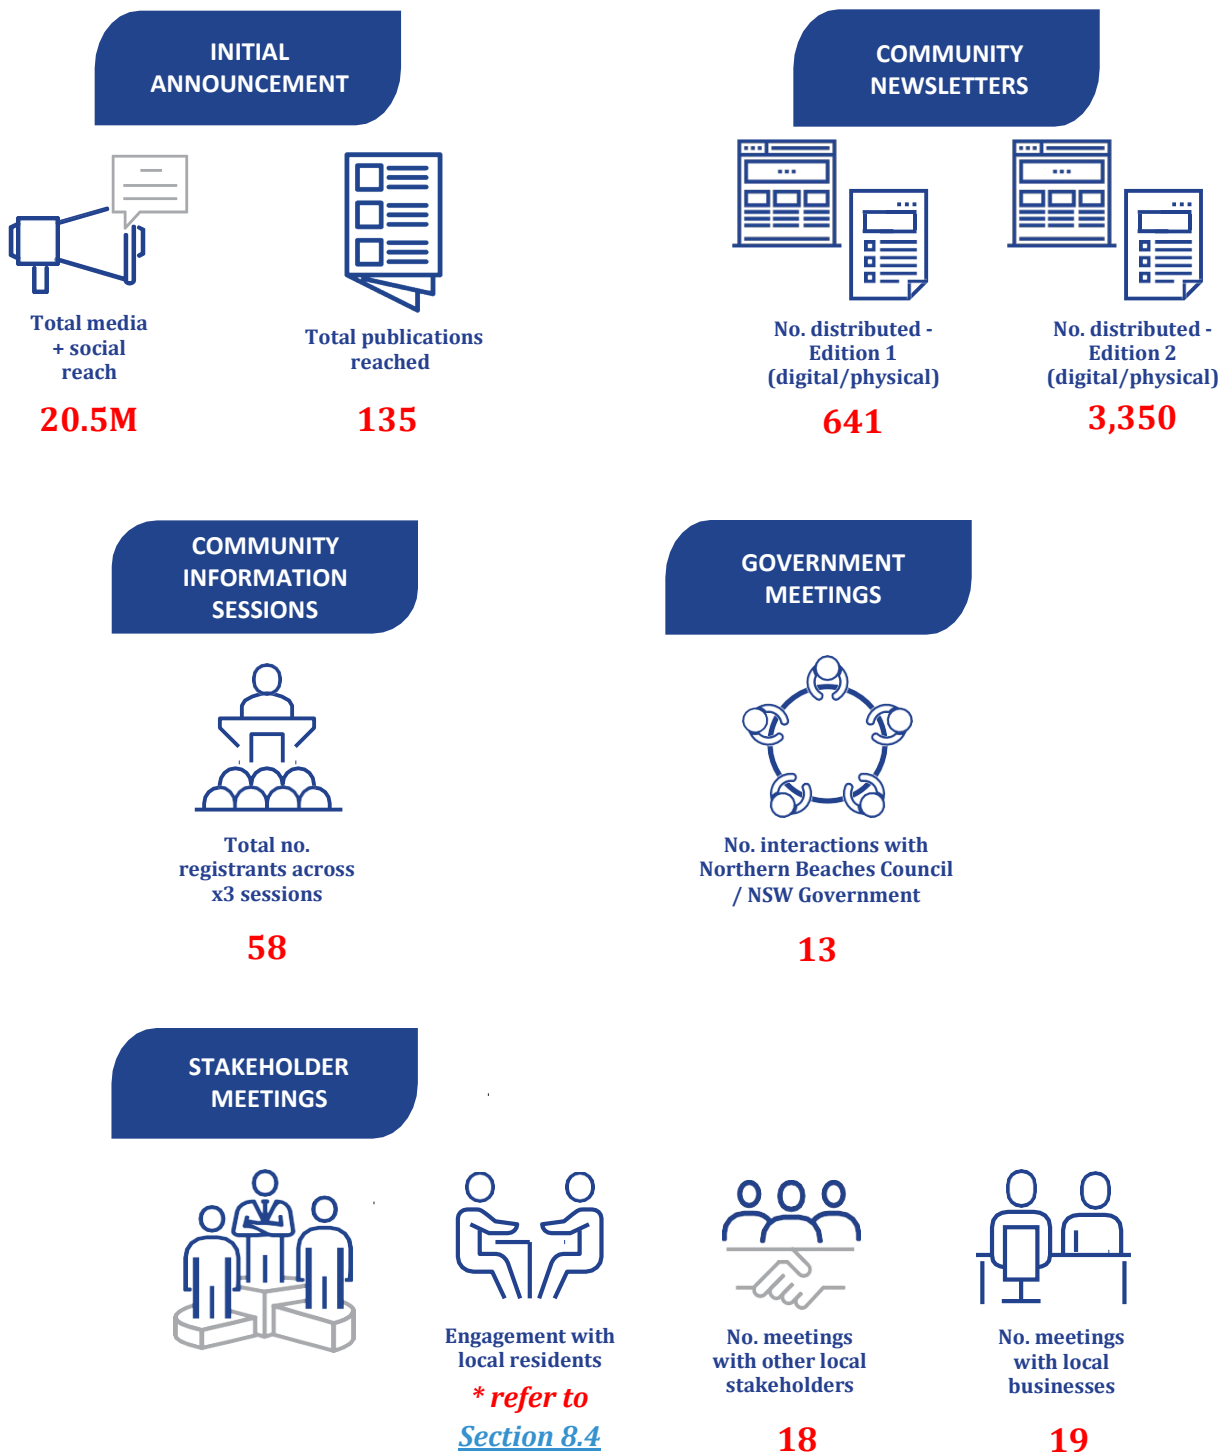 INITIAL
ANNOUNCEMENT
Total media
+ social
reach
20.5M
Total publications
reached
135
COMMUNITY
NEWSLETTERS
No. distributed -
Edition 1
(digital/physical)
641
No. distributed -
Edition 2
(digital/physical)
3,350
COMMUNITY
INFORMATION
SESSIONS
Total no.
registrants across
x3 sessions
58
GOVERNMENT
MEETINGS
No. interactions with
Northern Beaches Council
/ NSW Government
13
STAKEHOLDER
MEETINGS
Engagement with
local residents
* refer to
Section 8.4
No. meetings
with other local
stakeholders
18
No. meetings
with local
businesses
19